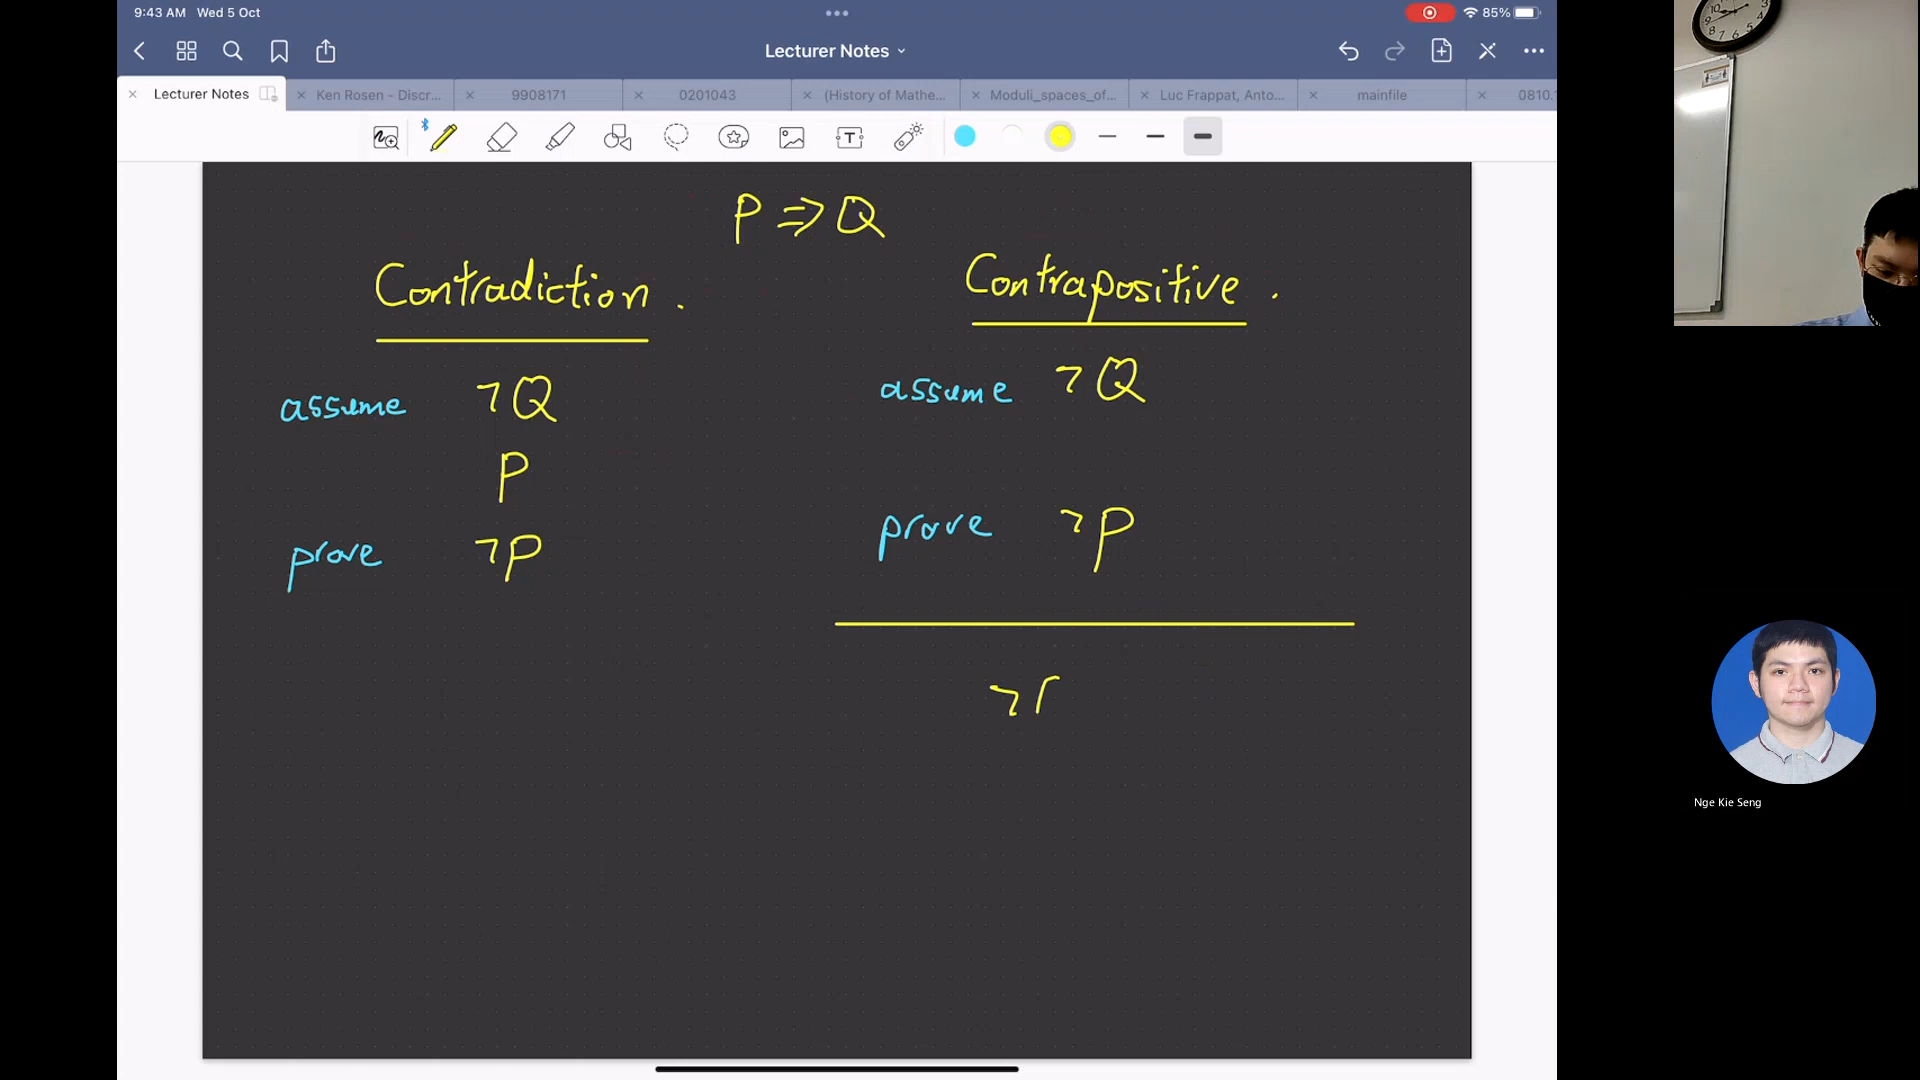 9:43 AM Wed 5 Oct
85%
Lecturer Notes
Lecturer Notes
Ken Rosen - Discr...
9908171
0201043
(History of Mathe...
Moduli_spaces_of...
Luc Frappat, Anto...
mainfile
0810.
P ⇒ Q
Contradiction.
assume ¬Q
P
prove ¬P
Contrapositive.
assume ¬Q
prove ¬P
¬
Nge Kie Seng